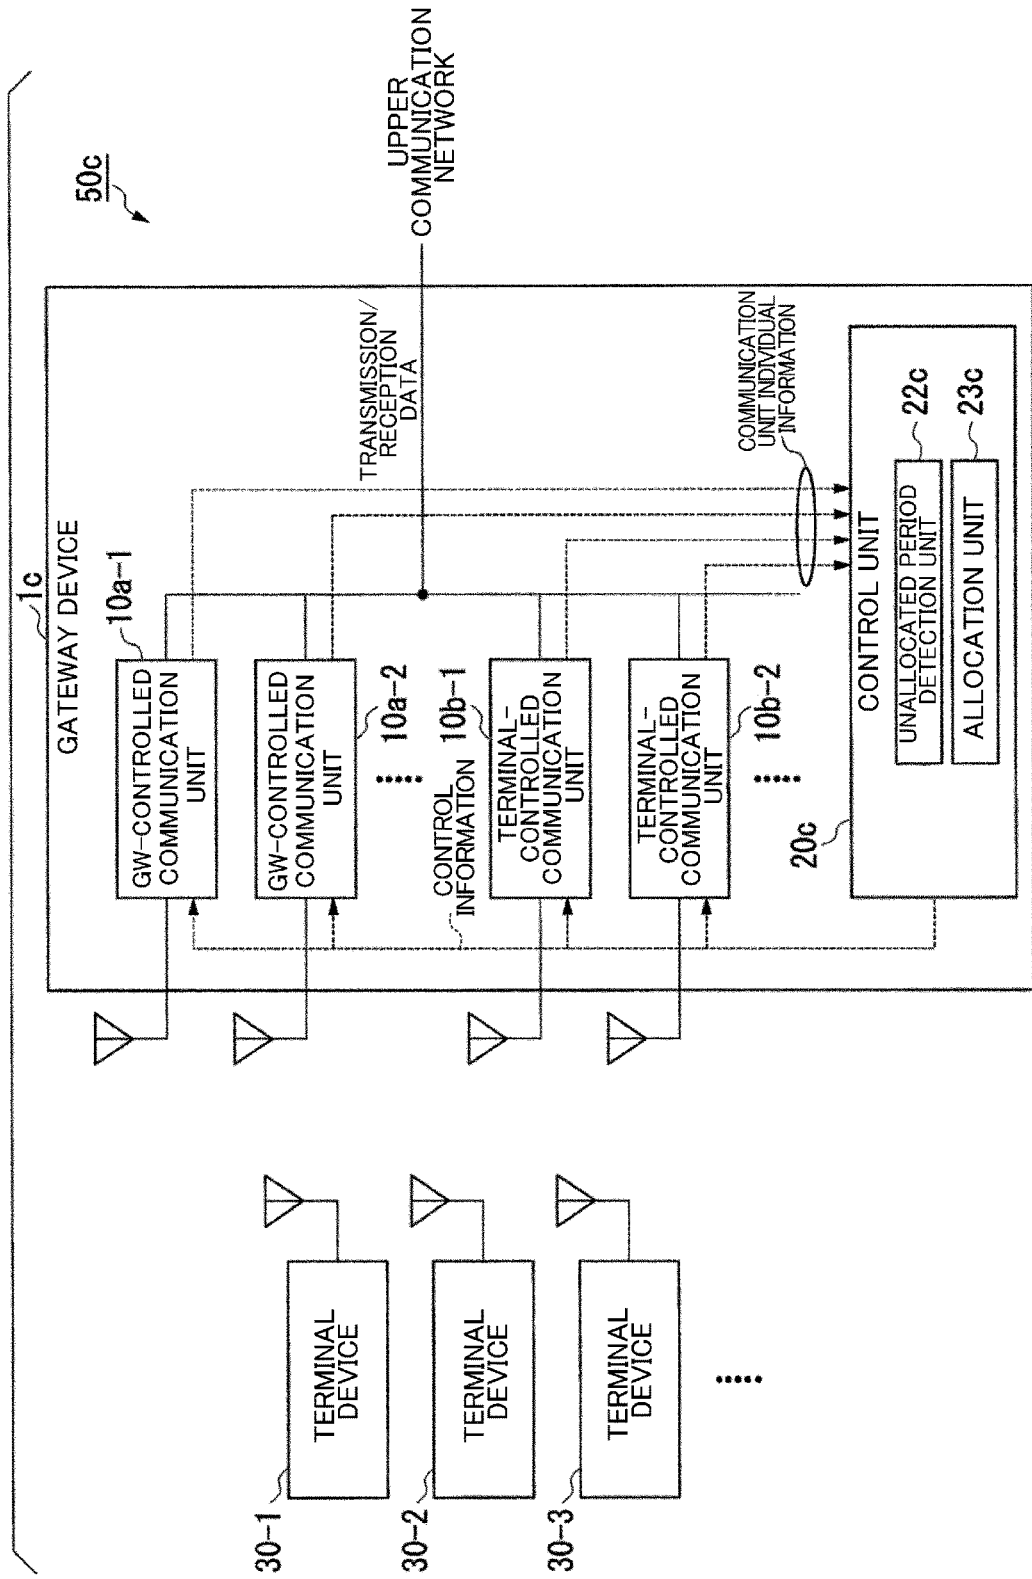 50c
1c
GATEWAY DEVICE
10a-1
GW-CONTROLLED
COMMUNICATION
UNIT
GW-CONTROLLED
COMMUNICATION
UNIT
10a-2
10b-1
TERMINAL-
CONTROLLED
COMMUNICATION
UNIT
TERMINAL-
CONTROLLED
COMMUNICATION
UNIT
10b-2
CONTROL
INFORMATION
TRANSMISSION/
RECEPTION
DATA
UPPER
COMMUNICATION
NETWORK
COMMUNICATION
UNIT INDIVIDUAL
INFORMATION
20c
CONTROL UNIT
UNALLOCATED PERIOD
DETECTION UNIT
22c
ALLOCATION UNIT
23c
30-1
TERMINAL
DEVICE
30-2
TERMINAL
DEVICE
30-3
TERMINAL
DEVICE